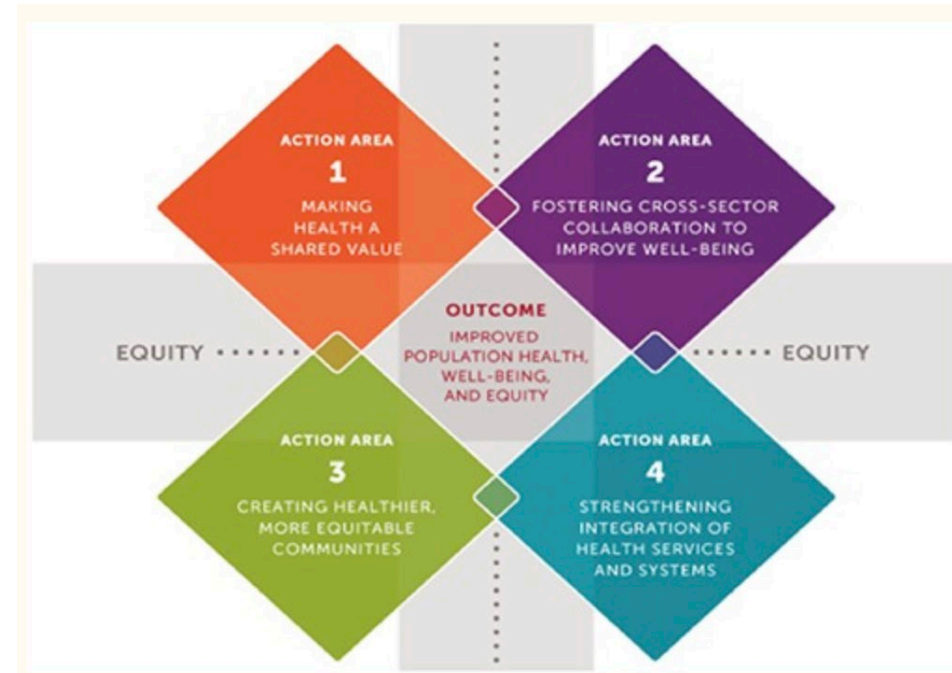 ACTION AREA
1
MAKING
HEALTH A
SHARED VALUE
ACTION AREA
2
FOSTERING CROSS-SECTOR
COLLABORATION TO
IMPROVE WELL-BEING
EQUITY
OUTCOME
IMPROVED
POPULATION HEALTH,
WELL-BEING,
AND EQUITY
EQUITY
ACTION AREA
3
CREATING HEALTHIER,
MORE EQUITABLE
COMMUNITIES
ACTION AREA
4
STRENGTHENING
INTEGRATION OF
HEALTH SERVICES
AND SYSTEMS